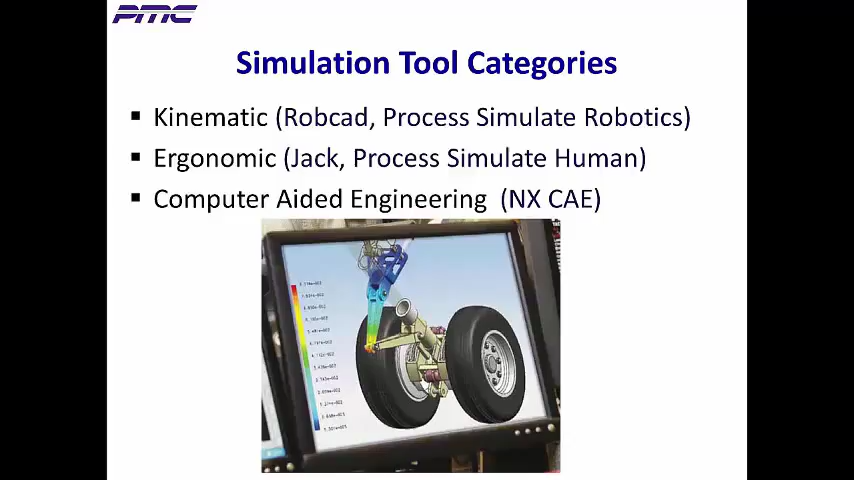 PMC
Simulation Tool Categories
Kinematic (Robcad, Process Simulate Robotics)
Ergonomic (Jack, Process Simulate Human)
Computer Aided Engineering (NX CAE)